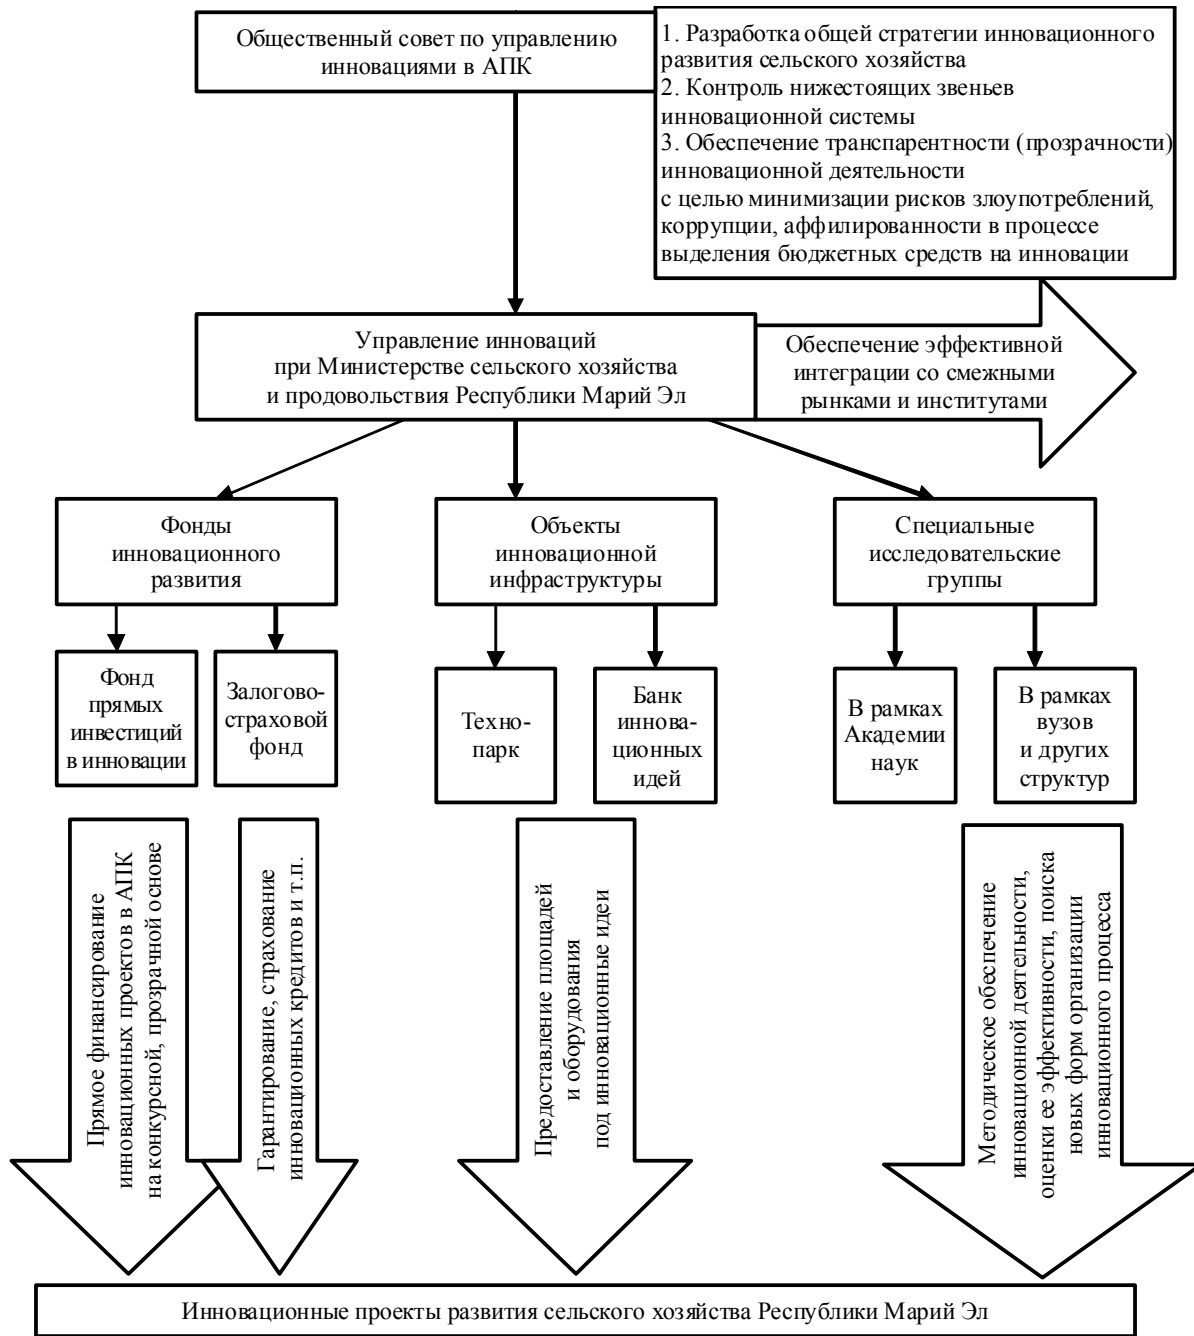 Общественный совет по управлению
инновациями в АПК
1. Разработка общей стратегии инновационного
развития сельского хозяйства
2. Контроль нижестоящих звеньев
инновационной системы
3. Обеспечение транспарентности (прозрачности)
инновационной деятельности
с целью минимизации рисков злоупотреблений,
коррупции, аффилированности в процессе
выделения бюджетных средств на инновации
Управление инноваций
при Министерстве сельского хозяйства
и продовольствия Республики Марий Эл
Обеспечение эффективной
интеграции со смежными
рынками и институтами
Фонды
инновационного
развития
Объекты
инновационной
инфраструктуры
Специальные
исследовательские
группы
Фонд
прямых
инвестиций
в инновации
Залогово-
страховой
фонд
Техно-
парк
Банк
иннова-
ционных
идей
В рамках
Академии
наук
В рамках
вузов
и других
структур
Прямое финансирование
инновационных проектов в АПК
на конкурсной, прозрачной основе
Гарантирование, страхование
инновационных кредитов и т.п.
Предоставление площадей
и оборудования
под инновационные идеи
Методическое обеспечение
инновационной деятельности,
оценки ее эффективности, поиска
новых форм организации
инновационного процесса
Инновационные проекты развития сельского хозяйства Республики Марий Эл